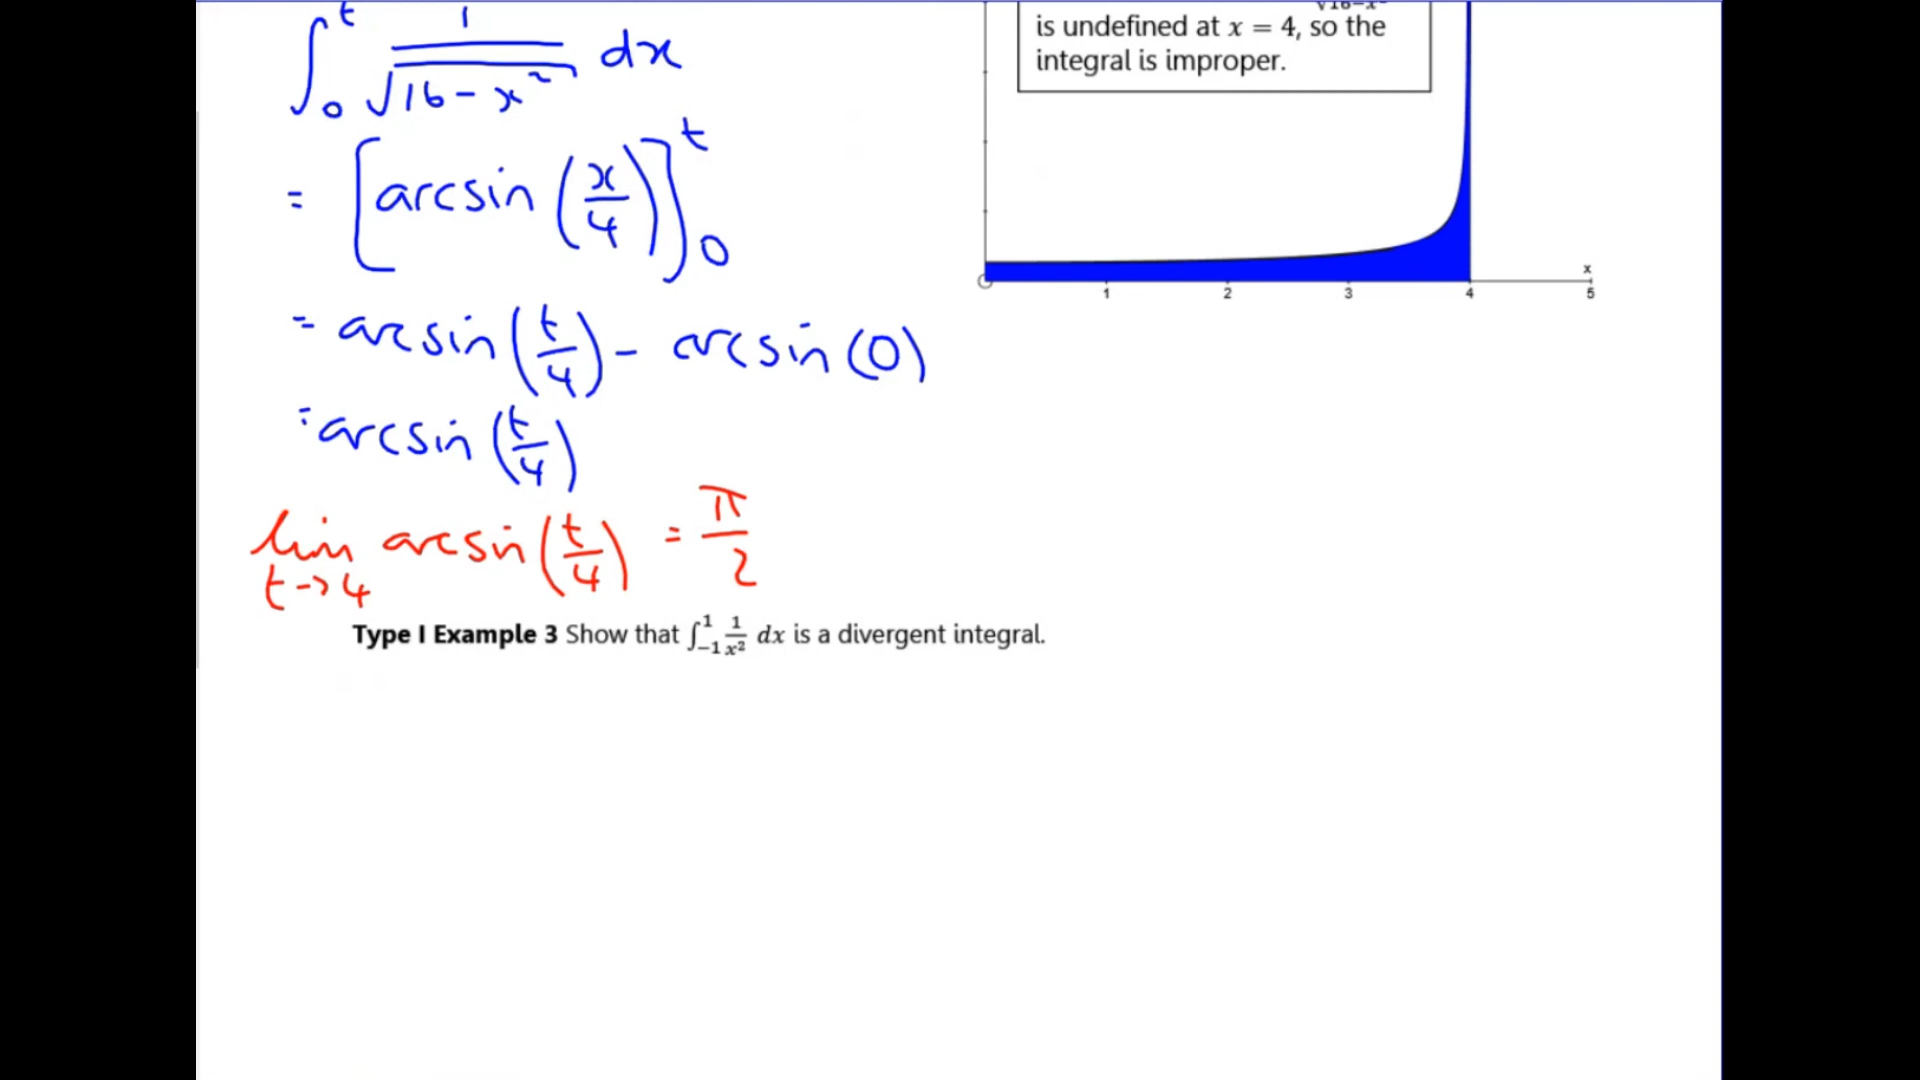 ∫₀ᵗ 1/√(16 - x²) dx
= [arcsin(x/4)]₀ᵗ
= arcsin(t/4) - arcsin(0)
= arcsin(t/4)
lim t→4 arcsin(t/4) = π/2
is undefined at x = 4, so the
integral is improper.
x
1 2 3 4 5
Type I Example 3 Show that ∫₋₁¹ 1/x² dx is a divergent integral.